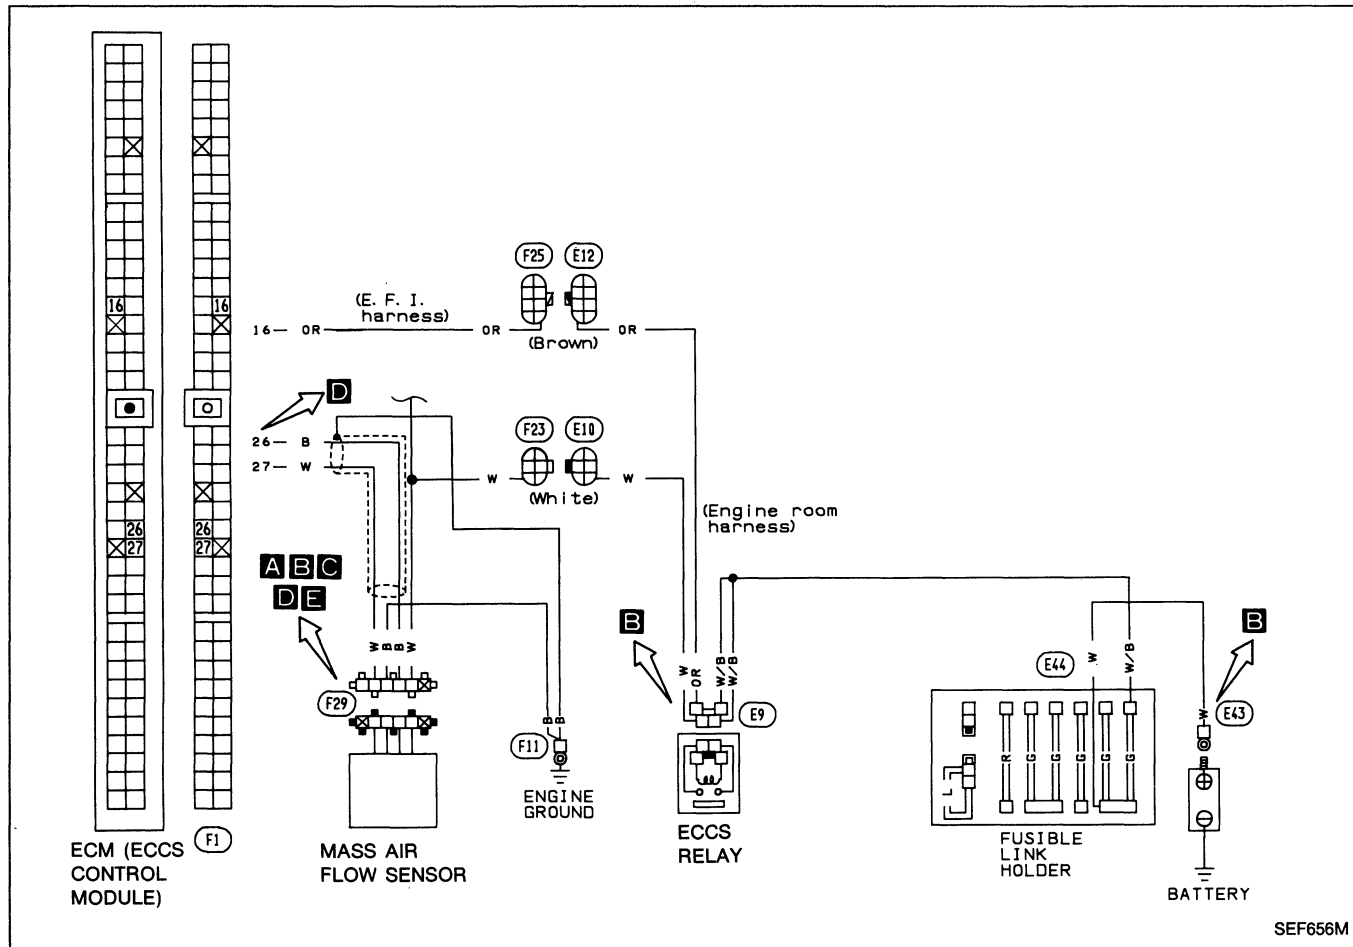 F25 E12
16 16
(E. F. I.
harness)
16 OR OR OR
(Brown)
D
F23 E10
26 B
27 W
W W
(White)
(Engine room
harness)
26 26
27 27
A B C
D E
B
B
W B B W
W OR W/B W/B
E44 W W/B
W
F29
E9
E43
B B
F11
R G G G G G
L
ENGINE
GROUND
ECCS
RELAY
FUSIBLE
LINK
HOLDER
BATTERY
F1
ECM (ECCS
CONTROL
MODULE)
MASS AIR
FLOW SENSOR
SEF656M